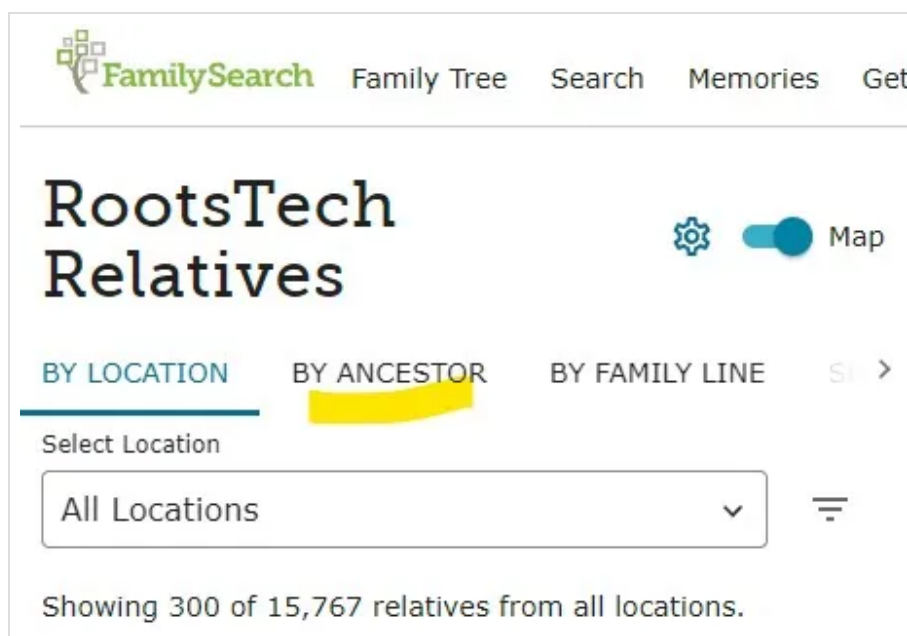 FamilySearch Family Tree Search Memories Get
RootsTech
Relatives
Map
BY LOCATION BY ANCESTOR BY FAMILY LINE
Select Location
All Locations
Showing 300 of 15,767 relatives from all locations.